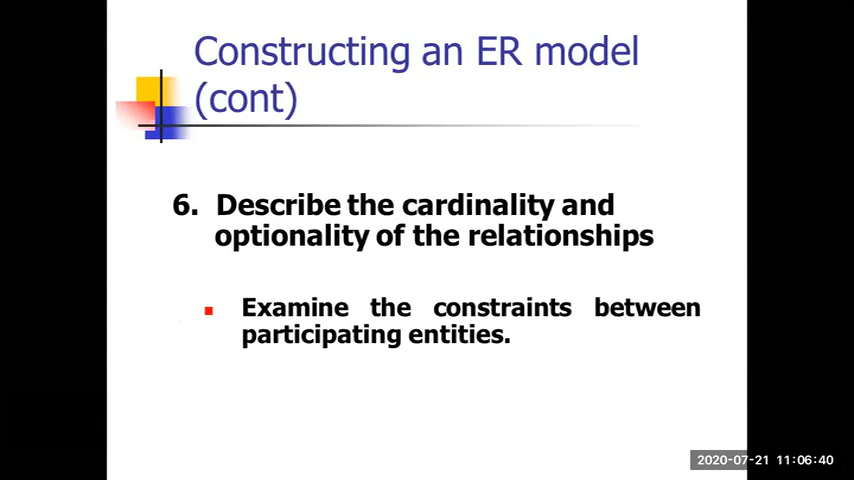 Constructing an ER model
(cont)
6. Describe the cardinality and
optionality of the relationships
Examine the constraints between
participating entities.
2020-07-21 11:06:40